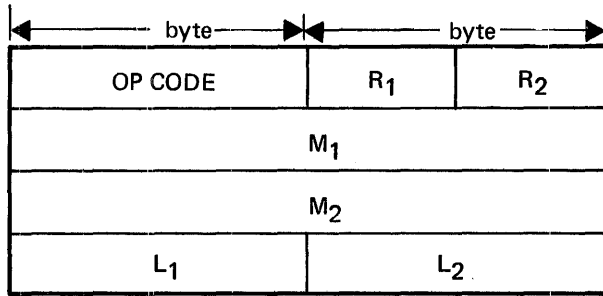 byte byte
OP CODE R1 R2
M1
M2
L1 L2